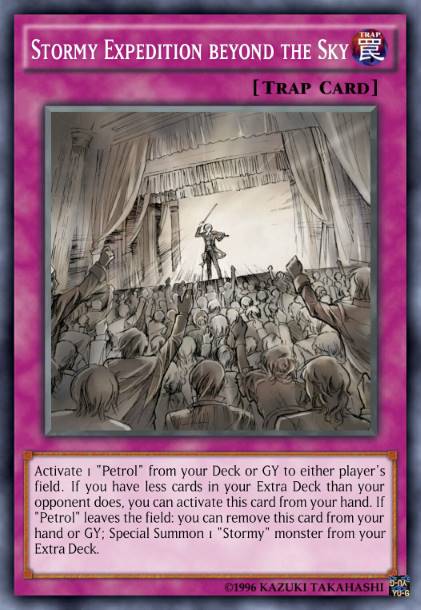 STORMY EXPEDITION BEYOND THE SKY
TRAP
罠
[TRAP CARD]
Activate 1 "Petrol" from your Deck or GY to either player's
field. If you have less cards in your Extra Deck than your
opponent does, you can activate this card from your hand. If
"Petrol" leaves the field: you can remove this card from your
hand or GY; Special Summon 1 "Stormy" monster from your
Extra Deck.
©1996 KAZUKI TAKAHASHI